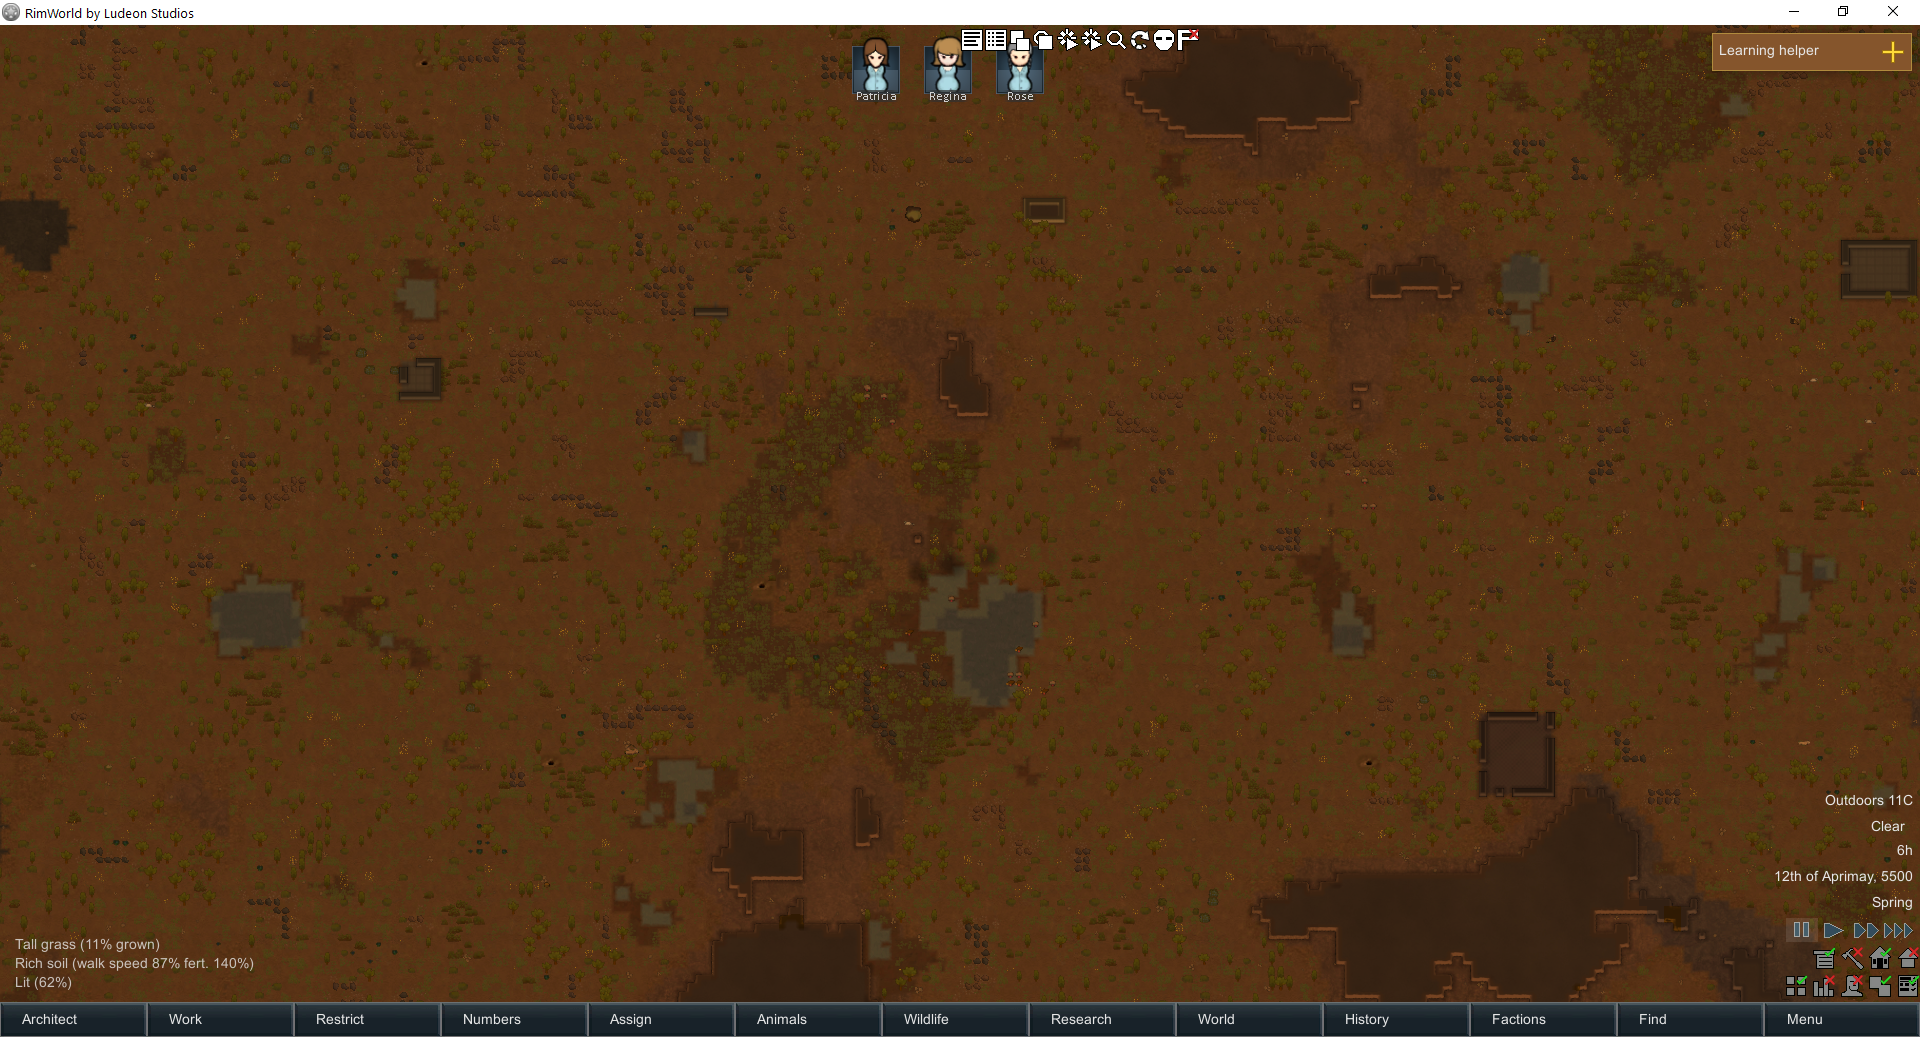 RimWorld by Ludeon Studios
Learning helper
Patricia
Regina
Rose
Outdoors 11C
Clear
6h
12th of Aprimay, 5500
Spring
Tall grass (11% grown)
Rich soil (walk speed 87% fert. 140%)
Lit (62%)
Architect
Work
Restrict
Numbers
Assign
Animals
Wildlife
Research
World
History
Factions
Find
Menu